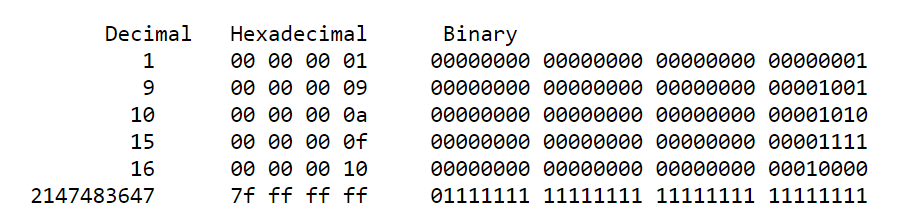 Decimal Hexadecimal Binary
1 00 00 00 01 00000000 00000000 00000000 00000001
9 00 00 00 09 00000000 00000000 00000000 00001001
10 00 00 00 0a 00000000 00000000 00000000 00001010
15 00 00 00 0f 00000000 00000000 00000000 00001111
16 00 00 00 10 00000000 00000000 00000000 00010000
2147483647 7f ff ff ff 01111111 11111111 11111111 11111111